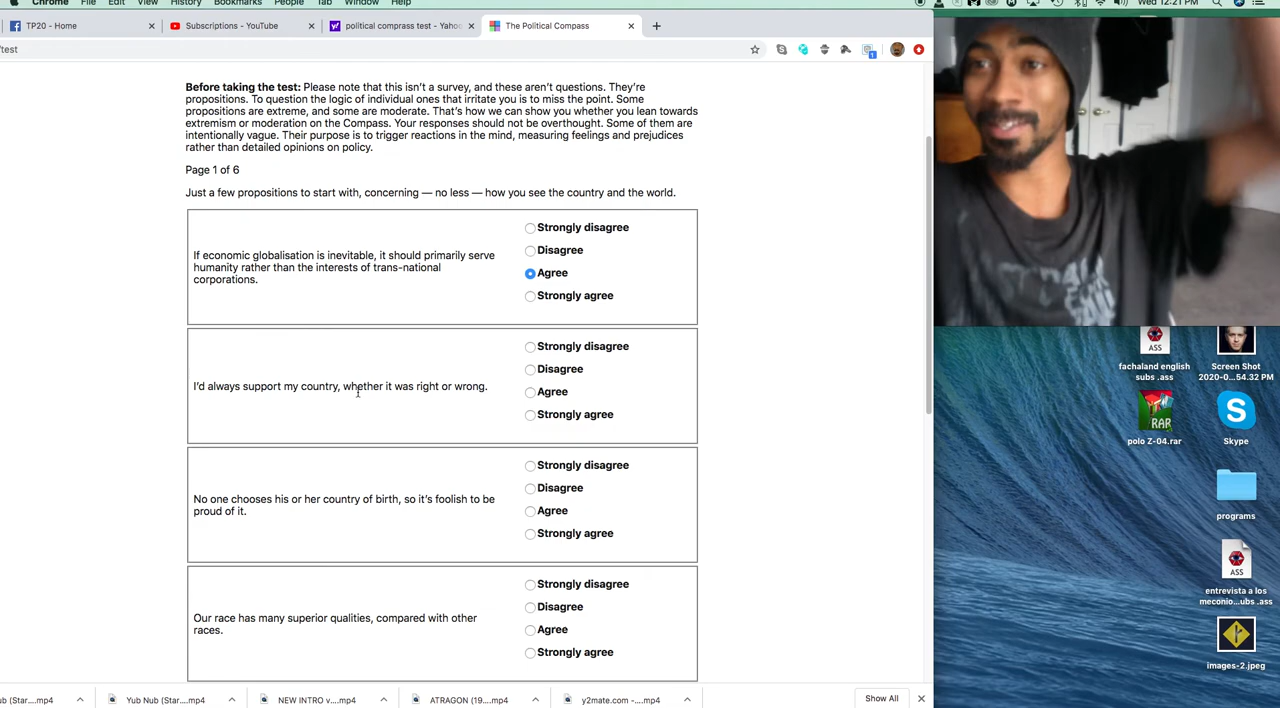 Chrome File Edit View History Bookmarks People Tab Window Help
Wed 12:21 PM
TP20 - Home
Subscriptions - YouTube
political comprass test - Yahoo
The Political Compass
/test
Before taking the test: Please note that this isn't a survey, and these aren't questions. They're
propositions. To question the logic of individual ones that irritate you is to miss the point. Some
propositions are extreme, and some are moderate. That's how we can show you whether you lean towards
extremism or moderation on the Compass. Your responses should not be overthought. Some of them are
intentionally vague. Their purpose is to trigger reactions in the mind, measuring feelings and prejudices
rather than detailed opinions on policy.
Page 1 of 6
Just a few propositions to start with, concerning — no less — how you see the country and the world.
If economic globalisation is inevitable, it should primarily serve
humanity rather than the interests of trans-national
corporations.
Strongly disagree
Disagree
Agree
Strongly agree
I'd always support my country, whether it was right or wrong.
Strongly disagree
Disagree
Agree
Strongly agree
No one chooses his or her country of birth, so it's foolish to be
proud of it.
Strongly disagree
Disagree
Agree
Strongly agree
Our race has many superior qualities, compared with other
races.
Strongly disagree
Disagree
Agree
Strongly agree
ASS
fachaland english
subs .ass
Screen Shot
2020-0...54.32 PM
RAR
polo Z-04.rar
S
Skype
programs
ASS
entrevista a los
meconio...ubs .ass
images-2.jpeg
ub (Star....mp4
Yub Nub (Star....mp4
NEW INTRO v....mp4
ATRAGON (19....mp4
y2mate.com -....mp4
Show All